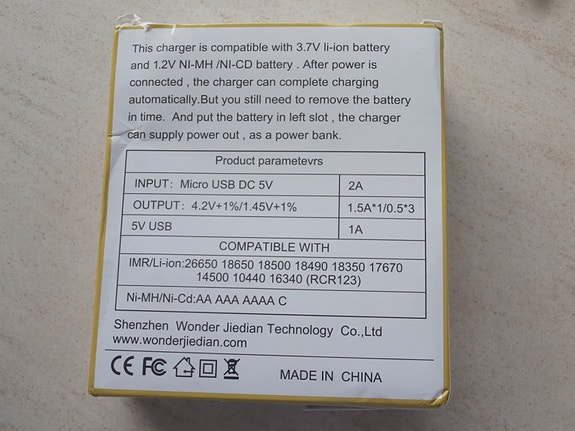 This charger is compatible with 3.7V li-ion battery
and 1.2V NI-MH /NI-CD battery . After power is
connected , the charger can complete charging
automatically.But you still need to remove the battery
in time. And put the battery in left slot , the charger
can supply power out , as a power bank.
Product parametevrs
INPUT: Micro USB DC 5V 2A
OUTPUT: 4.2V+1%/1.45V+1% 1.5A*1/0.5*3
5V USB 1A
COMPATIBLE WITH
IMR/Li-ion:26650 18650 18500 18490 18350 17670
14500 10440 16340 (RCR123)
Ni-MH/Ni-Cd:AA AAA AAAA C
Shenzhen Wonder Jiedian Technology Co.,Ltd
www.wonderjiedian.com
CE FC MADE IN CHINA